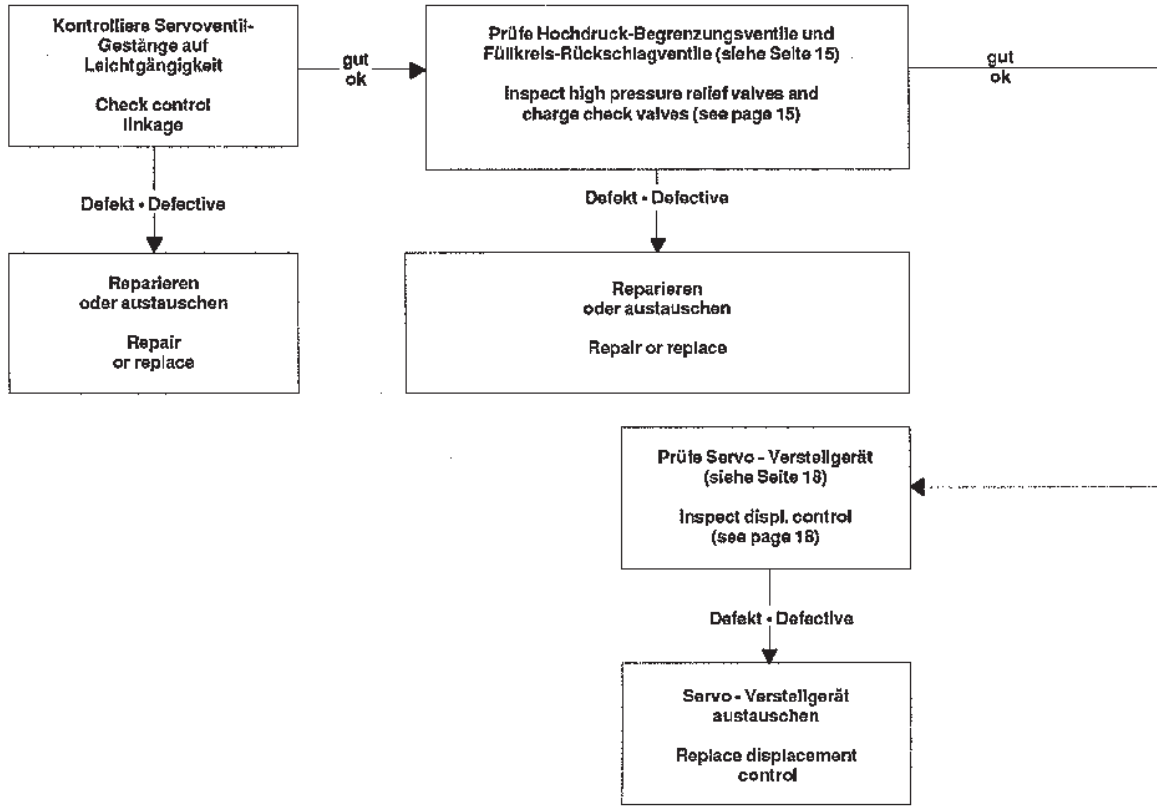 Kontrolliere Servoventil-
Gestänge auf
Leichtgängigkeit
Check control
linkage
gut
ok
Prüfe Hochdruck-Begrenzungsventile und
Füllkreis-Rückschlagventile (siehe Seite 15)
Inspect high pressure relief valves and
charge check valves (see page 15)
gut
ok
Defekt • Defective
Defekt • Defective
Reparieren
oder austauschen
Repair
or replace
Reparieren
oder austauschen
Repair or replace
Prüfe Servo - Verstellgerät
(siehe Seite 18)
Inspect displ. control
(see page 18)
Defekt • Defective
Servo - Verstellgerät
austauschen
Replace displacement
control